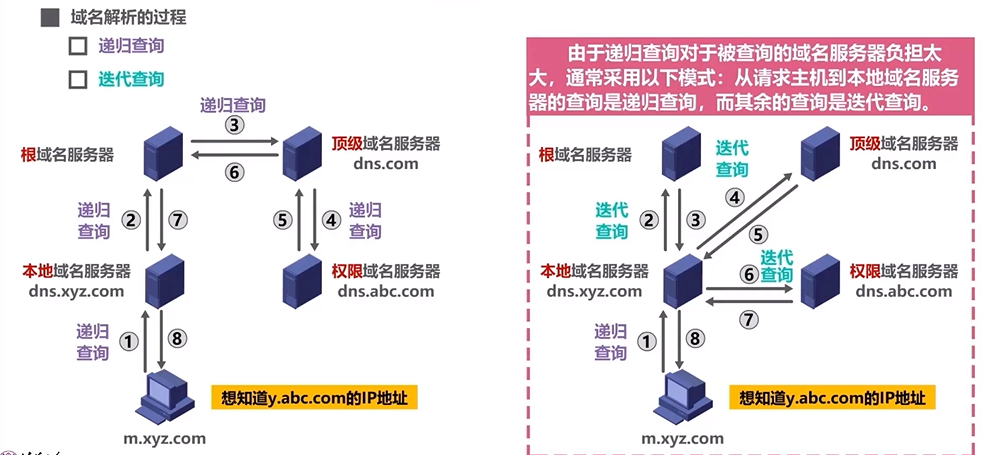 域名解析的过程
递归查询
迭代查询
递归查询
③
⑥
根域名服务器
顶级域名服务器
dns.com
递归
查询
②
⑦
⑤
④
递归
查询
本地域名服务器
dns.xyz.com
权限域名服务器
dns.abc.com
递归
查询
①
⑧
想知道y.abc.com的IP地址
m.xyz.com
由于递归查询对于被查询的域名服务器负担太
大，通常采用以下模式：从请求主机到本地域名服务
器的查询是递归查询，而其余的查询是迭代查询。
根域名服务器
迭代
查询
顶级域名服务器
dns.com
迭代
查询
②
③
④
⑤
本地域名服务器
dns.xyz.com
迭代
⑥查询
⑦
权限域名服务器
dns.abc.com
递归
查询
①
⑧
想知道y.abc.com的IP地址
m.xyz.com